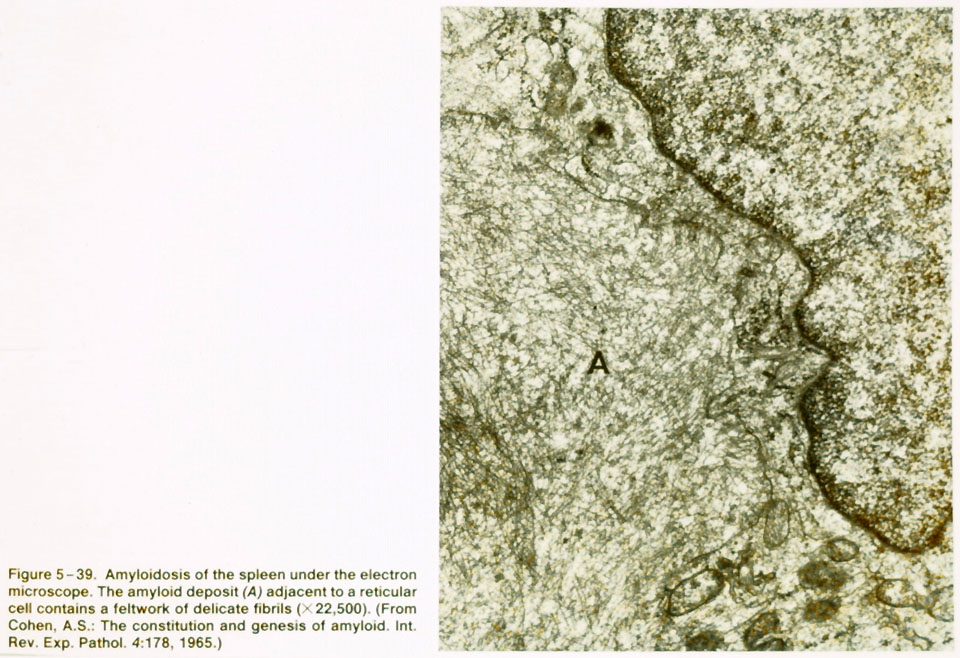 Figure 5–39. Amyloidosis of the spleen under the electron
microscope. The amyloid deposit (A) adjacent to a reticular
cell contains a feltwork of delicate fibrils (×22,500). (From
Cohen, A.S.: The constitution and genesis of amyloid. Int.
Rev. Exp. Pathol. 4:178, 1965.)
A